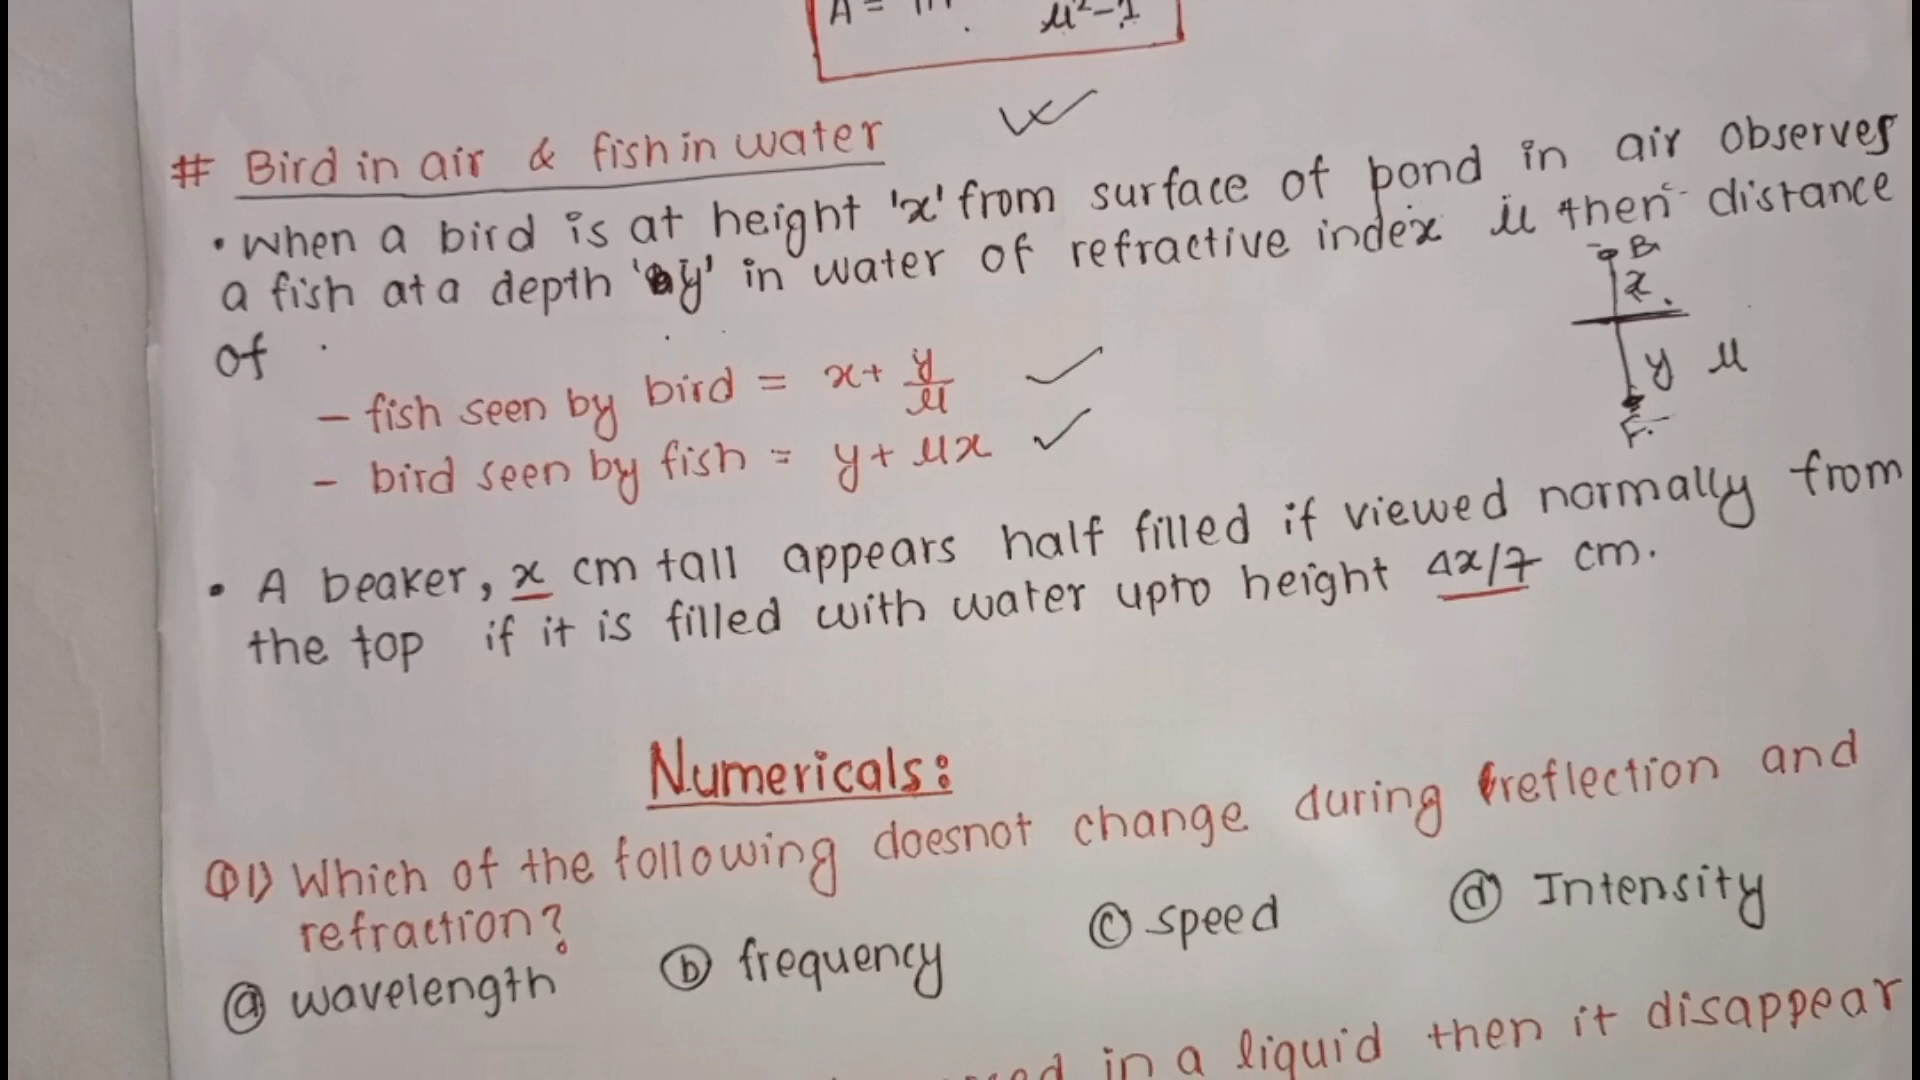 A =
μ²-1
# Bird in air & fish in water
• When a bird is at height 'x' from surface of pond in air observes
a fish at a depth 'y' in water of refractive index μ then distance
of
B
x
y μ
F
- fish seen by bird = x + y/μ
- bird seen by fish = y + μx
• A beaker, x cm tall appears half filled if viewed normally from
the top if it is filled with water upto height 4x/7 cm.
Numericals:
Q1) Which of the following doesnot change during reflection and
refraction?
(a) wavelength (b) frequency (c) speed (d) Intensity
in a liquid then it disappear